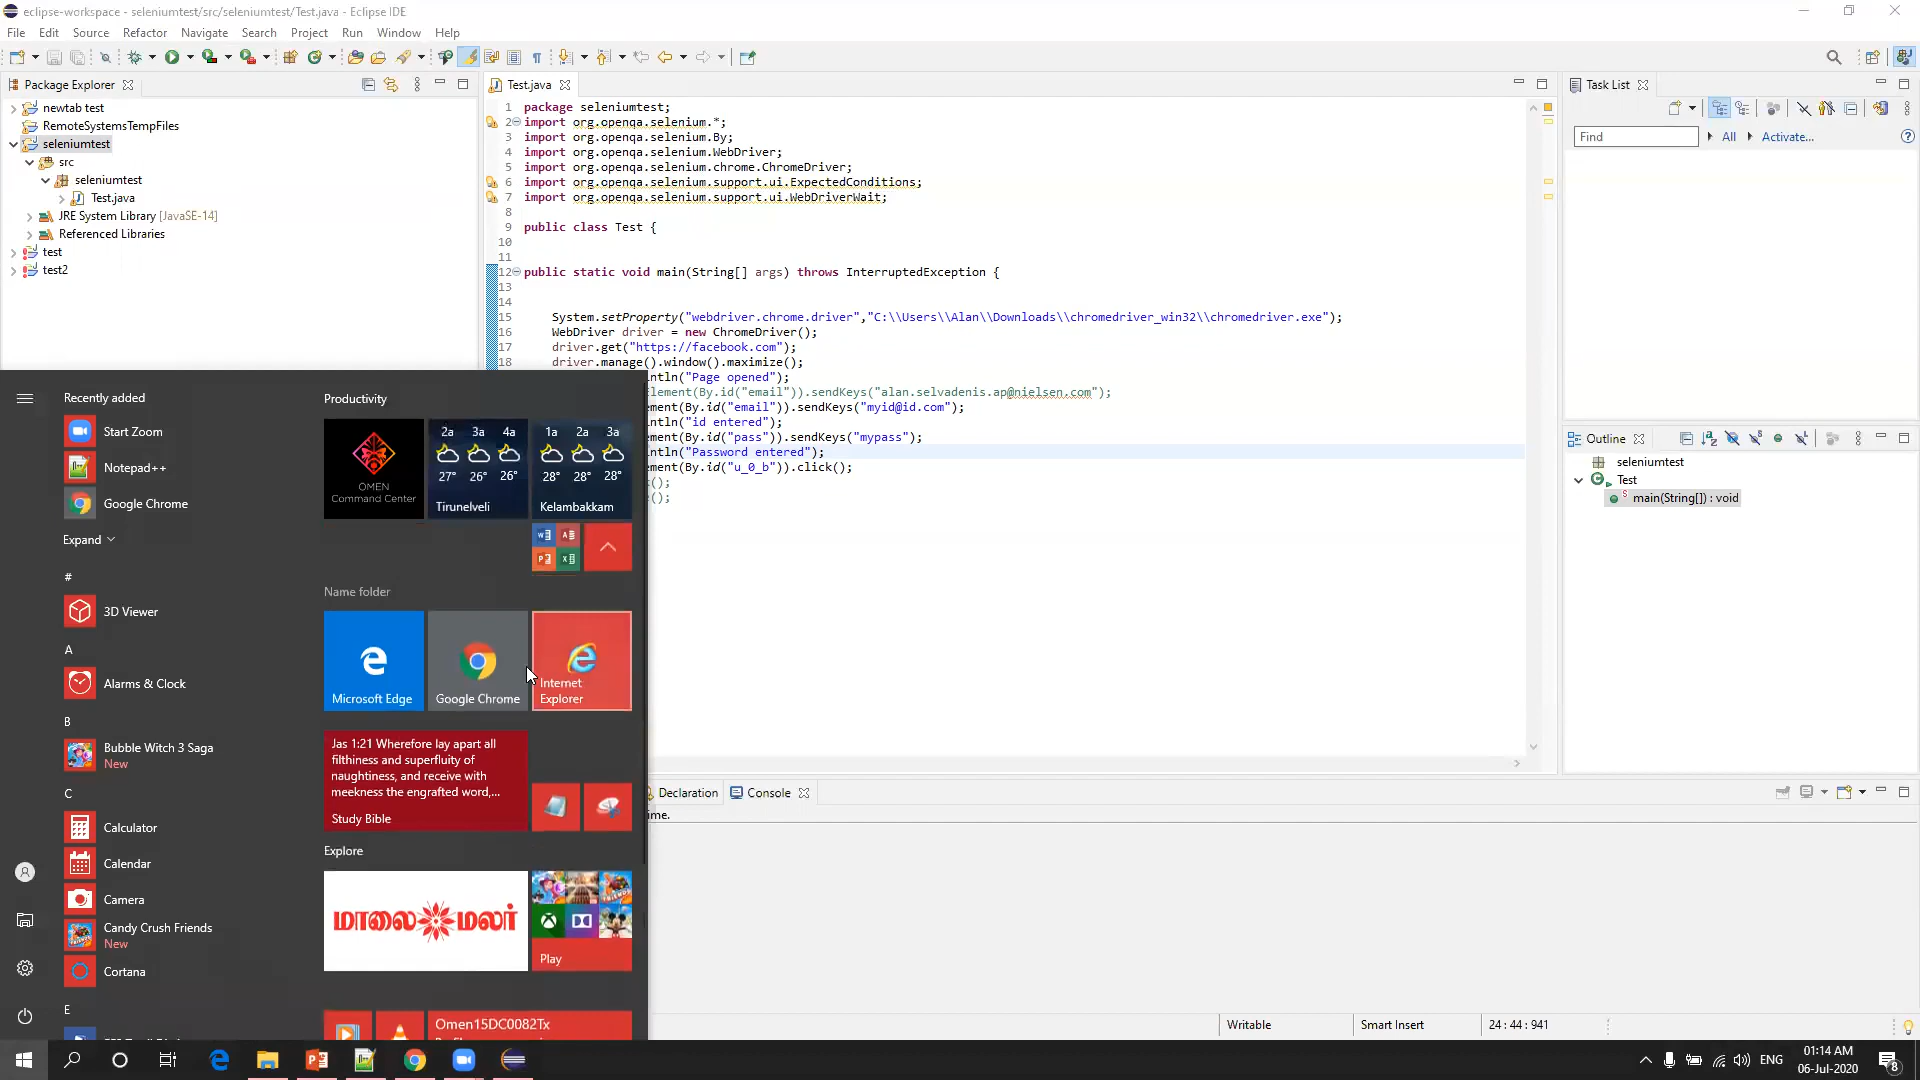 eclipse-workspace - seleniumtest/src/seleniumtest/Test.java - Eclipse IDE
File Edit Source Refactor Navigate Search Project Run Window Help
Package Explorer
newtab test
RemoteSystemsTempFiles
seleniumtest
src
seleniumtest
Test.java
JRE System Library [JavaSE-14]
Referenced Libraries
test
test2
Test.java
1 package seleniumtest;
2 import org.openqa.selenium.*;
3 import org.openqa.selenium.By;
4 import org.openqa.selenium.WebDriver;
5 import org.openqa.selenium.chrome.ChromeDriver;
6 import org.openqa.selenium.support.ui.ExpectedConditions;
7 import org.openqa.selenium.support.ui.WebDriverWait;
8
9 public class Test {
10
11
12 public static void main(String[] args) throws InterruptedException {
13
14
15 System.setProperty("webdriver.chrome.driver","C:\\Users\\Alan\\Downloads\\chromedriver_win32\\chromedriver.exe");
16 WebDriver driver = new ChromeDriver();
17 driver.get("https://facebook.com");
18 driver.manage().window().maximize();
ntln("Page opened");
lement(By.id("email")).sendKeys("alan.selvadenis.ap@nielsen.com");
ement(By.id("email")).sendKeys("myid@id.com");
ntln("id entered");
ement(By.id("pass")).sendKeys("mypass");
ntln("Password entered");
ement(By.id("u_0_b")).click();
();
();
Task List
Find All Activate...
Outline
seleniumtest
Test
main(String[]) : void
Declaration Console
ime.
Writable Smart Insert 24 : 44 : 941
Recently added
Start Zoom
Notepad++
Google Chrome
Expand
#
3D Viewer
A
Alarms & Clock
B
Bubble Witch 3 Saga
New
C
Calculator
Calendar
Camera
Candy Crush Friends
New
Cortana
E
Productivity
OMEN
Command Center
2a 3a 4a
27° 26° 26°
Tirunelveli
1a 2a 3a
28° 28° 28°
Kelambakkam
Name folder
Microsoft Edge
Google Chrome
Internet
Explorer
Jas 1:21 Wherefore lay apart all
filthiness and superfluity of
naughtiness, and receive with
meekness the engrafted word,...
Study Bible
Explore
மாலை மலர்
Play
Omen15DC0082Tx
ENG
01:14 AM
06-Jul-2020
8